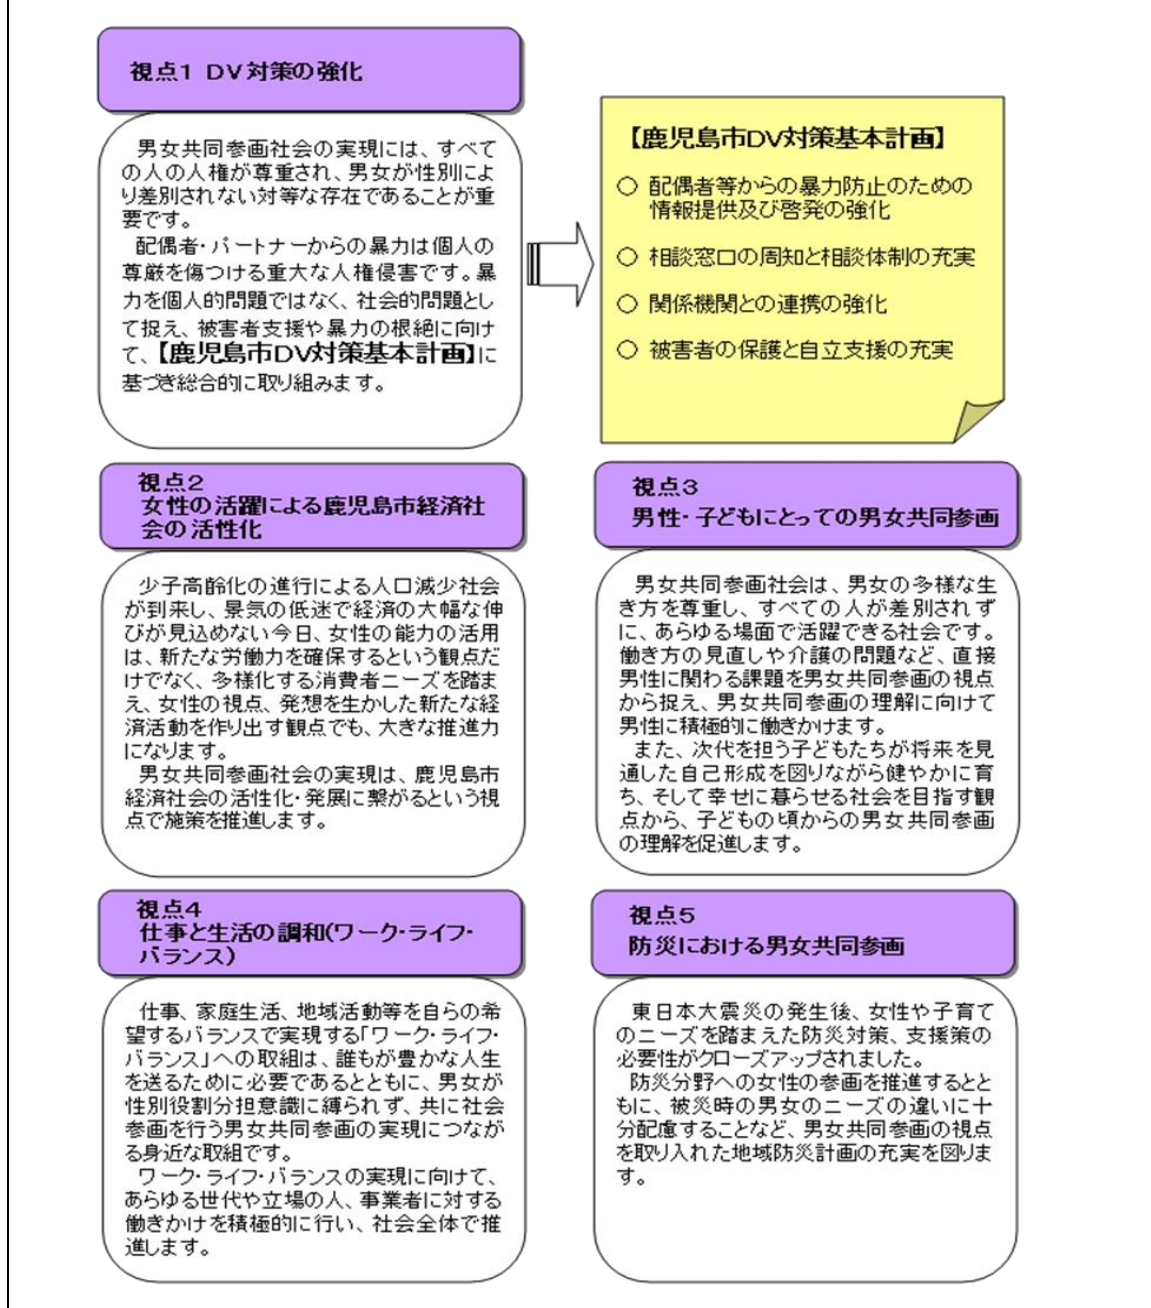 視点1 DV対策の強化
男女共同参画社会の実現には、すべて
の人の人権が尊重され、男女が性別によ
り差別されない対等な存在であることが重
要です。
配偶者・パートナーからの暴力は個人の
尊厳を傷つける重大な人権侵害です。暴
力を個人的問題ではなく、社会的問題とし
て捉え、被害者支援や暴力の根絶に向け
て、【鹿児島市DV対策基本計画】に
基づき総合的に取り組みます。
【鹿児島市DV対策基本計画】
○ 配偶者等からの暴力防止のための
情報提供及び啓発の強化
○ 相談窓口の周知と相談体制の充実
○ 関係機関との連携の強化
○ 被害者の保護と自立支援の充実
視点2
女性の活躍による鹿児島市経済社
会の活性化
少子高齢化の進行による人口減少社会
が到来し、景気の低迷で経済の大幅な伸
びが見込めない今日、女性の能力の活用
は、新たな労働力を確保するという観点だ
けでなく、多様化する消費者ニーズを踏ま
え、女性の視点、発想を生かした新たな経
済活動を作り出す観点でも、大きな推進力
になります。
男女共同参画社会の実現は、鹿児島市
経済社会の活性化・発展に繋がるという視
点で施策を推進します。
視点3
男性・子どもにとっての男女共同参画
男女共同参画社会は、男女の多様な生
き方を尊重し、すべての人が差別されず
に、あらゆる場面で活躍できる社会です。
働き方の見直しや介護の問題など、直接
男性に関わる課題を男女共同参画の視点
から捉え、男女共同参画の理解に向けて
男性に積極的に働きかけます。
また、次代を担う子どもたちが将来を見
通した自己形成を図りながら健やかに育
ち、そして幸せに暮らせる社会を目指す観
点から、子どもの頃からの男女共同参画
の理解を促進します。
視点4
仕事と生活の調和(ワーク・ライフ・
バランス)
仕事、家庭生活、地域活動等を自らの希
望するバランスで実現する「ワーク・ライフ・
バランス」への取組は、誰もが豊かな人生
を送るために必要であるとともに、男女が
性別役割分担意識に縛られず、共に社会
参画を行う男女共同参画の実現につなが
る身近な取組です。
ワーク・ライフ・バランスの実現に向けて、
あらゆる世代や立場の人、事業者に対する
働きかけを積極的に行い、社会全体で推
進します。
視点5
防災における男女共同参画
東日本大震災の発生後、女性や子育て
のニーズを踏まえた防災対策、支援策の
必要性がクローズアップされました。
防災分野への女性の参画を推進するとと
もに、被災時の男女のニーズの違いに十
分配慮することなど、男女共同参画の視点
を取り入れた地域防災計画の充実を図りま
す。